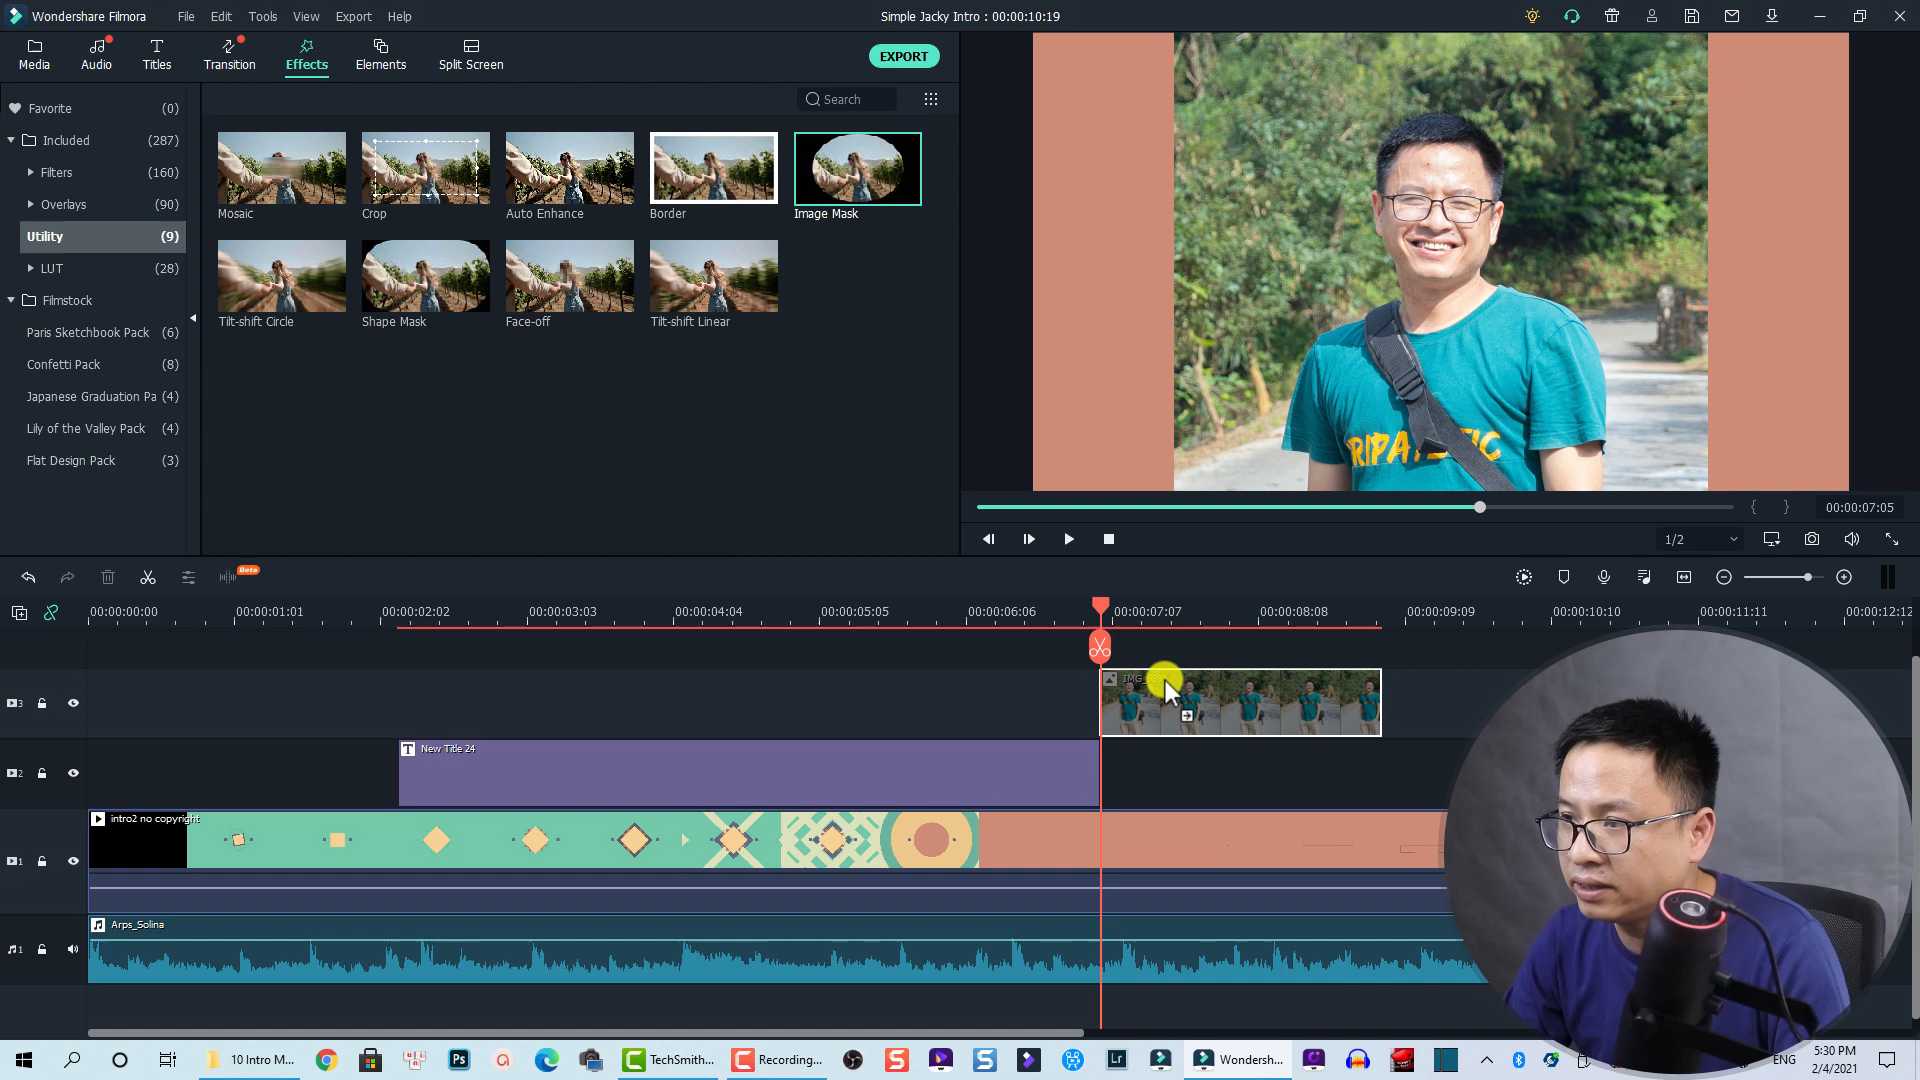 Wondershare Filmora File Edit Tools View Export Help Simple Jacky Intro : 00:00:10:19
Media Audio Titles Transition Effects Elements Split Screen EXPORT
Favorite (0)
Search
Included (287)
Filters (160)
Overlays (90)
Utility (9)
LUT (28)
Filmstock
Paris Sketchbook Pack (6)
Confetti Pack (8)
Japanese Graduation Pa (4)
Lily of the Valley Pack (4)
Flat Design Pack (3)
Mosaic Crop Auto Enhance Border Image Mask
Tilt-shift Circle Shape Mask Face-off Tilt-shift Linear
{ } 00:00:07:05
1/2
Beta
00:00:00:00 00:00:01:01 00:00:02:02 00:00:03:03 00:00:04:04 00:00:05:05 00:00:06:06 00:00:07:07 00:00:08:08 00:00:09:09 00:00:10:10 00:00:11:11 00:00:12:12
3
2 T New Title 24
1 intro2 no copyright
1 Arps_Solina
10 Intro M... Ps TechSmith... Recording... Lr Wondersh... ENG
5:30 PM
2/4/2021